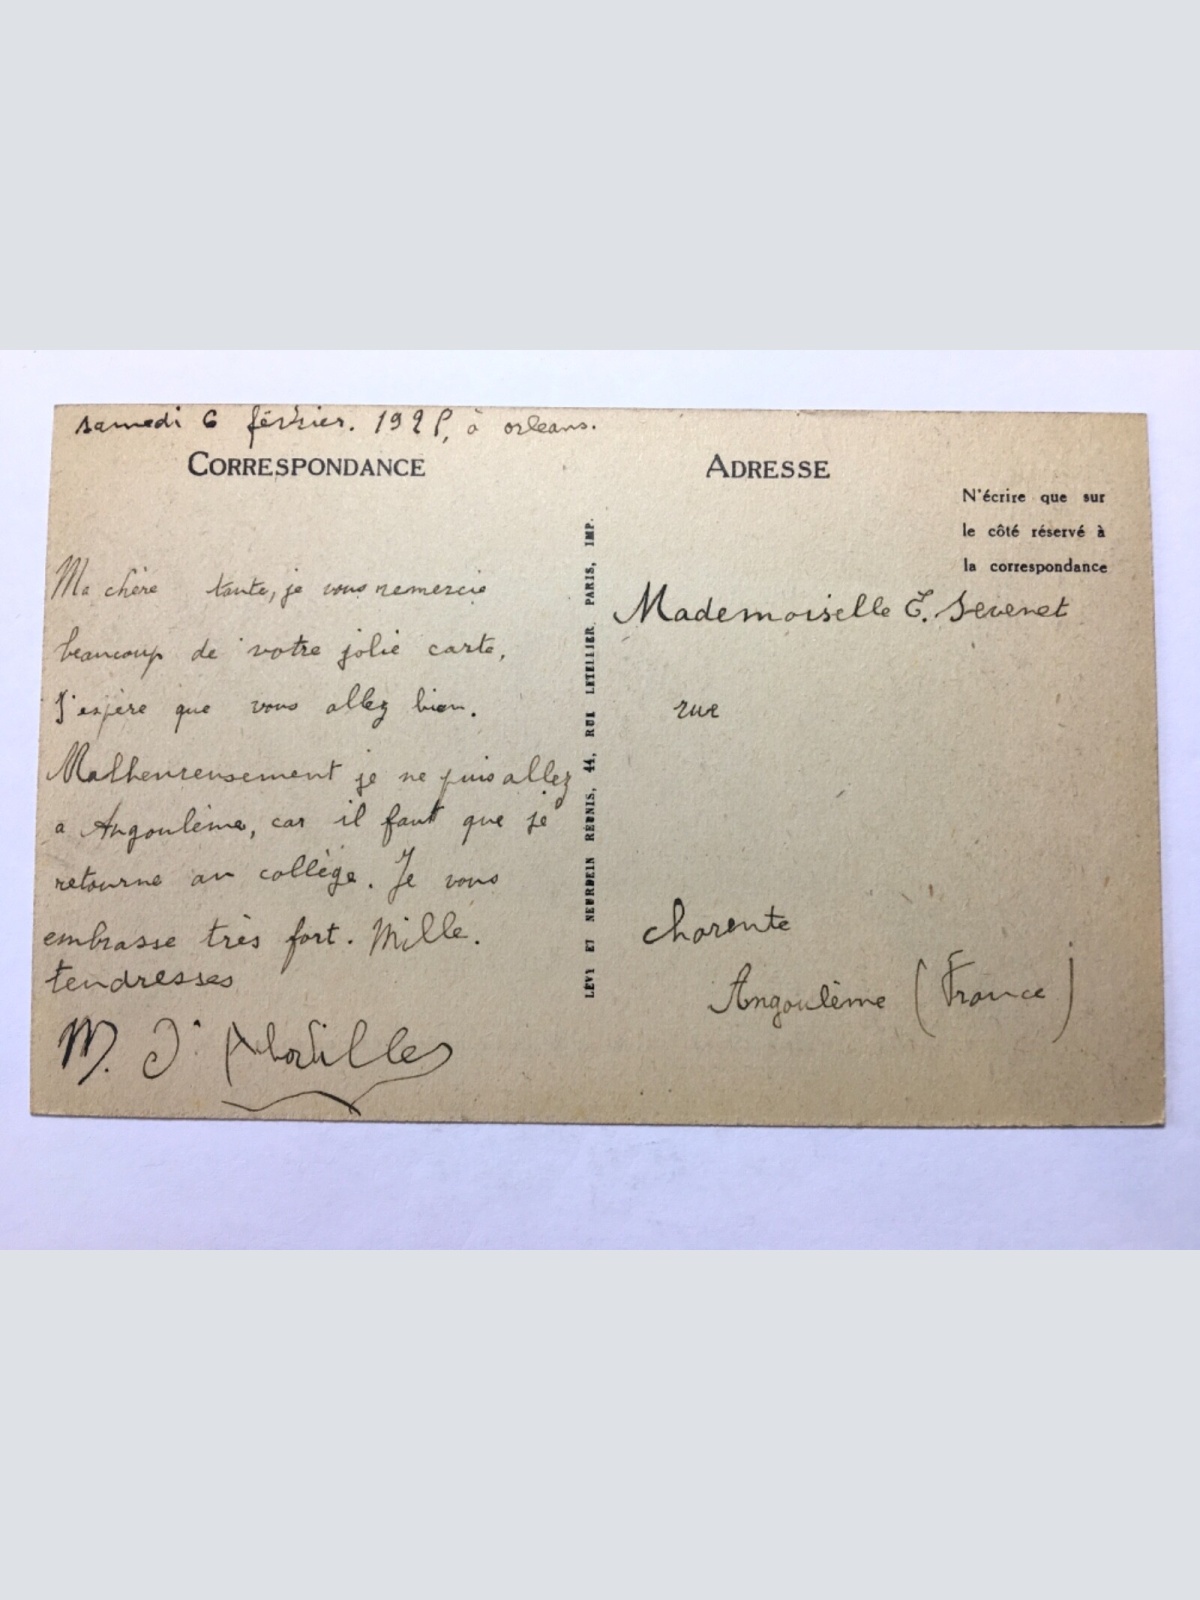 samedi 6 février. 192 , à orleans.
CORRESPONDANCE
Ma chère tante, je vous remercie
beaucoup de votre jolie carte,
J'espère que vous allez bien.
Malheureusement je ne puis allez
a Angoulême, car il faut que je
retourne au collège. Je vous
embrasse très fort. Mille.
tendresses
M. d'
LÉVY ET NEURDEIN RÉUNIS, 44, RUE LETELLIER, PARIS, IMP.
ADRESSE
N'écrire que sur
le côté réservé à
la correspondance
Mademoiselle Sevenet
rue
charente
Angoulême (France)